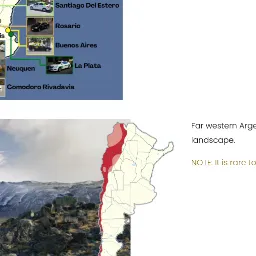 Santiago Del Estero
Rosario
Buenos Aires
La Plata
Neuquen
Comodoro Rivadavia
Far western Arge
landscape.
NOTE: It is rare to